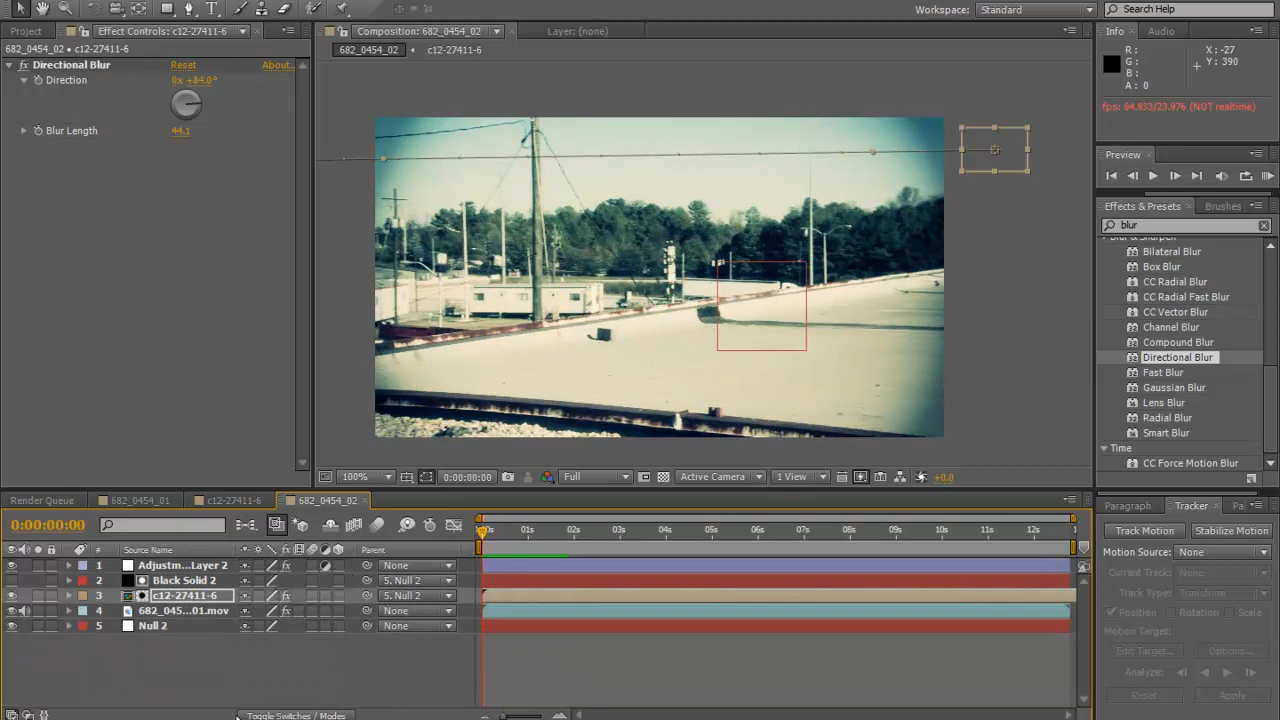 Workspace: Standard
Search Help
Project
Effect Controls: c12-27411-6
Composition: 682_0454_02
Layer: (none)
Info
Audio
682_0454_02 • c12-27411-6
682_0454_02
c12-27411-6
R :
G :
B :
A : 0
X : -27
Y : 390
fx Directional Blur
Reset
About...
Direction
0x +84.0°
Blur Length
44.1
fps: 04.933/23.976 (NOT realtime)
Preview
Effects & Presets
Brushes
blur
Blur & Sharpen
Bilateral Blur
Box Blur
CC Radial Blur
CC Radial Fast Blur
CC Vector Blur
Channel Blur
Compound Blur
Directional Blur
Fast Blur
Gaussian Blur
Lens Blur
Radial Blur
Smart Blur
Time
CC Force Motion Blur
100%
0:00:00:00
Full
Active Camera
1 View
+0.0
Render Queue
682_0454_01
c12-27411-6
682_0454_02
Paragraph
Tracker
Pa
0:00:00:00
01s
02s
03s
04s
05s
06s
07s
08s
09s
10s
11s
12s
1
# Source Name
Parent
1 Adjustm...Layer 2
fx
None
2 Black Solid 2
5. Null 2
3 c12-27411-6
fx
5. Null 2
4 682_045...01.mov
fx
None
5 Null 2
None
Toggle Switches / Modes
Track Motion
Stabilize Motion
Motion Source: None
Current Track: None
Track Type: Transform
Position
Rotation
Scale
Motion Target:
Edit Target...
Options...
Analyze:
Reset
Apply